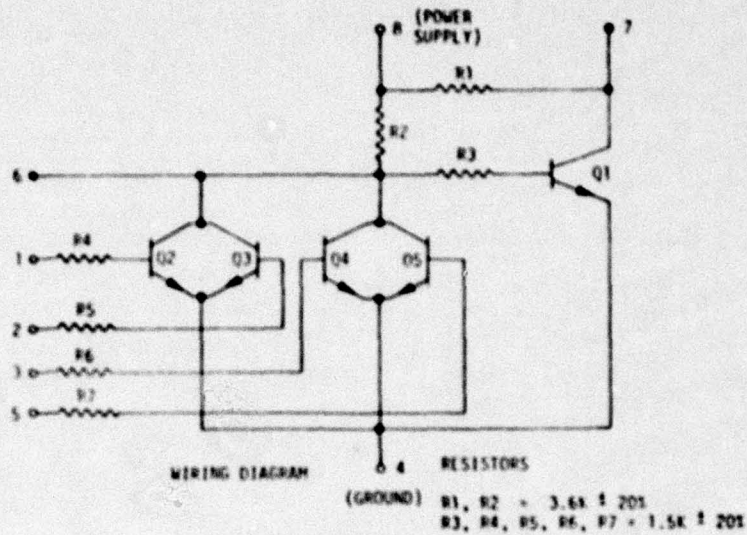 8 (POWER SUPPLY)
7
R1
R2
R3
Q1
6
1
R4
Q2
Q3
Q4
Q5
2
R5
3
R6
5
R7
WIRING DIAGRAM
4
(GROUND)
RESISTORS
R1, R2 = 3.6K ± 20%
R3, R4, R5, R6, R7 = 1.5K ± 20%